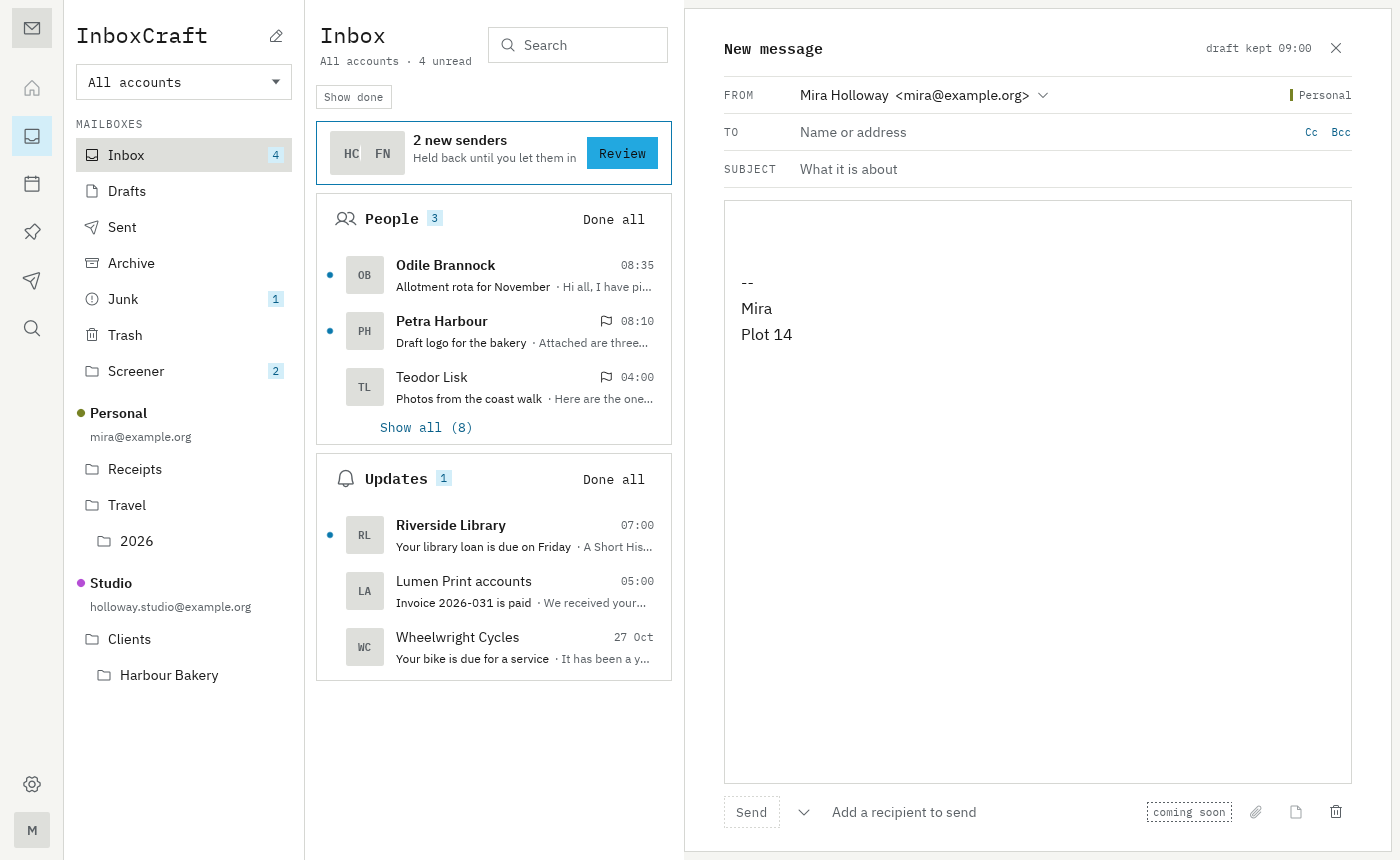 InboxCraft
All accounts
MAILBOXES
Inbox 4
Drafts
Sent
Archive
Junk 1
Trash
Screener 2
Personal
mira@example.org
Receipts
Travel
2026
Studio
holloway.studio@example.org
Clients
Harbour Bakery
M
Inbox
All accounts · 4 unread
Search
Show done
HC FN
2 new senders
Held back until you let them in
Review
People 3 Done all
OB Odile Brannock 08:35
Allotment rota for November · Hi all, I have pi…
PH Petra Harbour 08:10
Draft logo for the bakery · Attached are three…
TL Teodor Lisk 04:00
Photos from the coast walk · Here are the one…
Show all (8)
Updates 1 Done all
RL Riverside Library 07:00
Your library loan is due on Friday · A Short His…
LA Lumen Print accounts 05:00
Invoice 2026-031 is paid · We received your…
WC Wheelwright Cycles 27 Oct
Your bike is due for a service · It has been a y…
New message draft kept 09:00
FROM Mira Holloway <mira@example.org> Personal
TO Name or address Cc Bcc
SUBJECT What it is about
--
Mira
Plot 14
Send Add a recipient to send coming soon